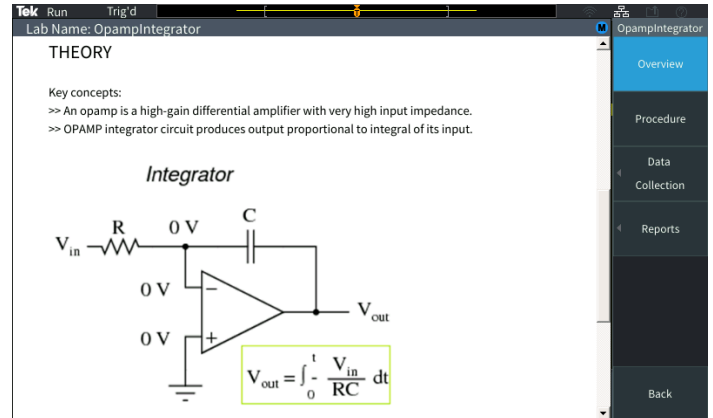 Tek Run Trig'd
Lab Name: OpampIntegrator
M
OpampIntegrator
THEORY
Key concepts:
>> An opamp is a high-gain differential amplifier with very high input impedance.
>> OPAMP integrator circuit produces output proportional to integral of its input.
Integrator
R 0 V C
Vin
0 V −
0 V +
Vout
Vout = ∫0t - Vin/RC dt
Overview
Procedure
Data
Collection
Reports
Back